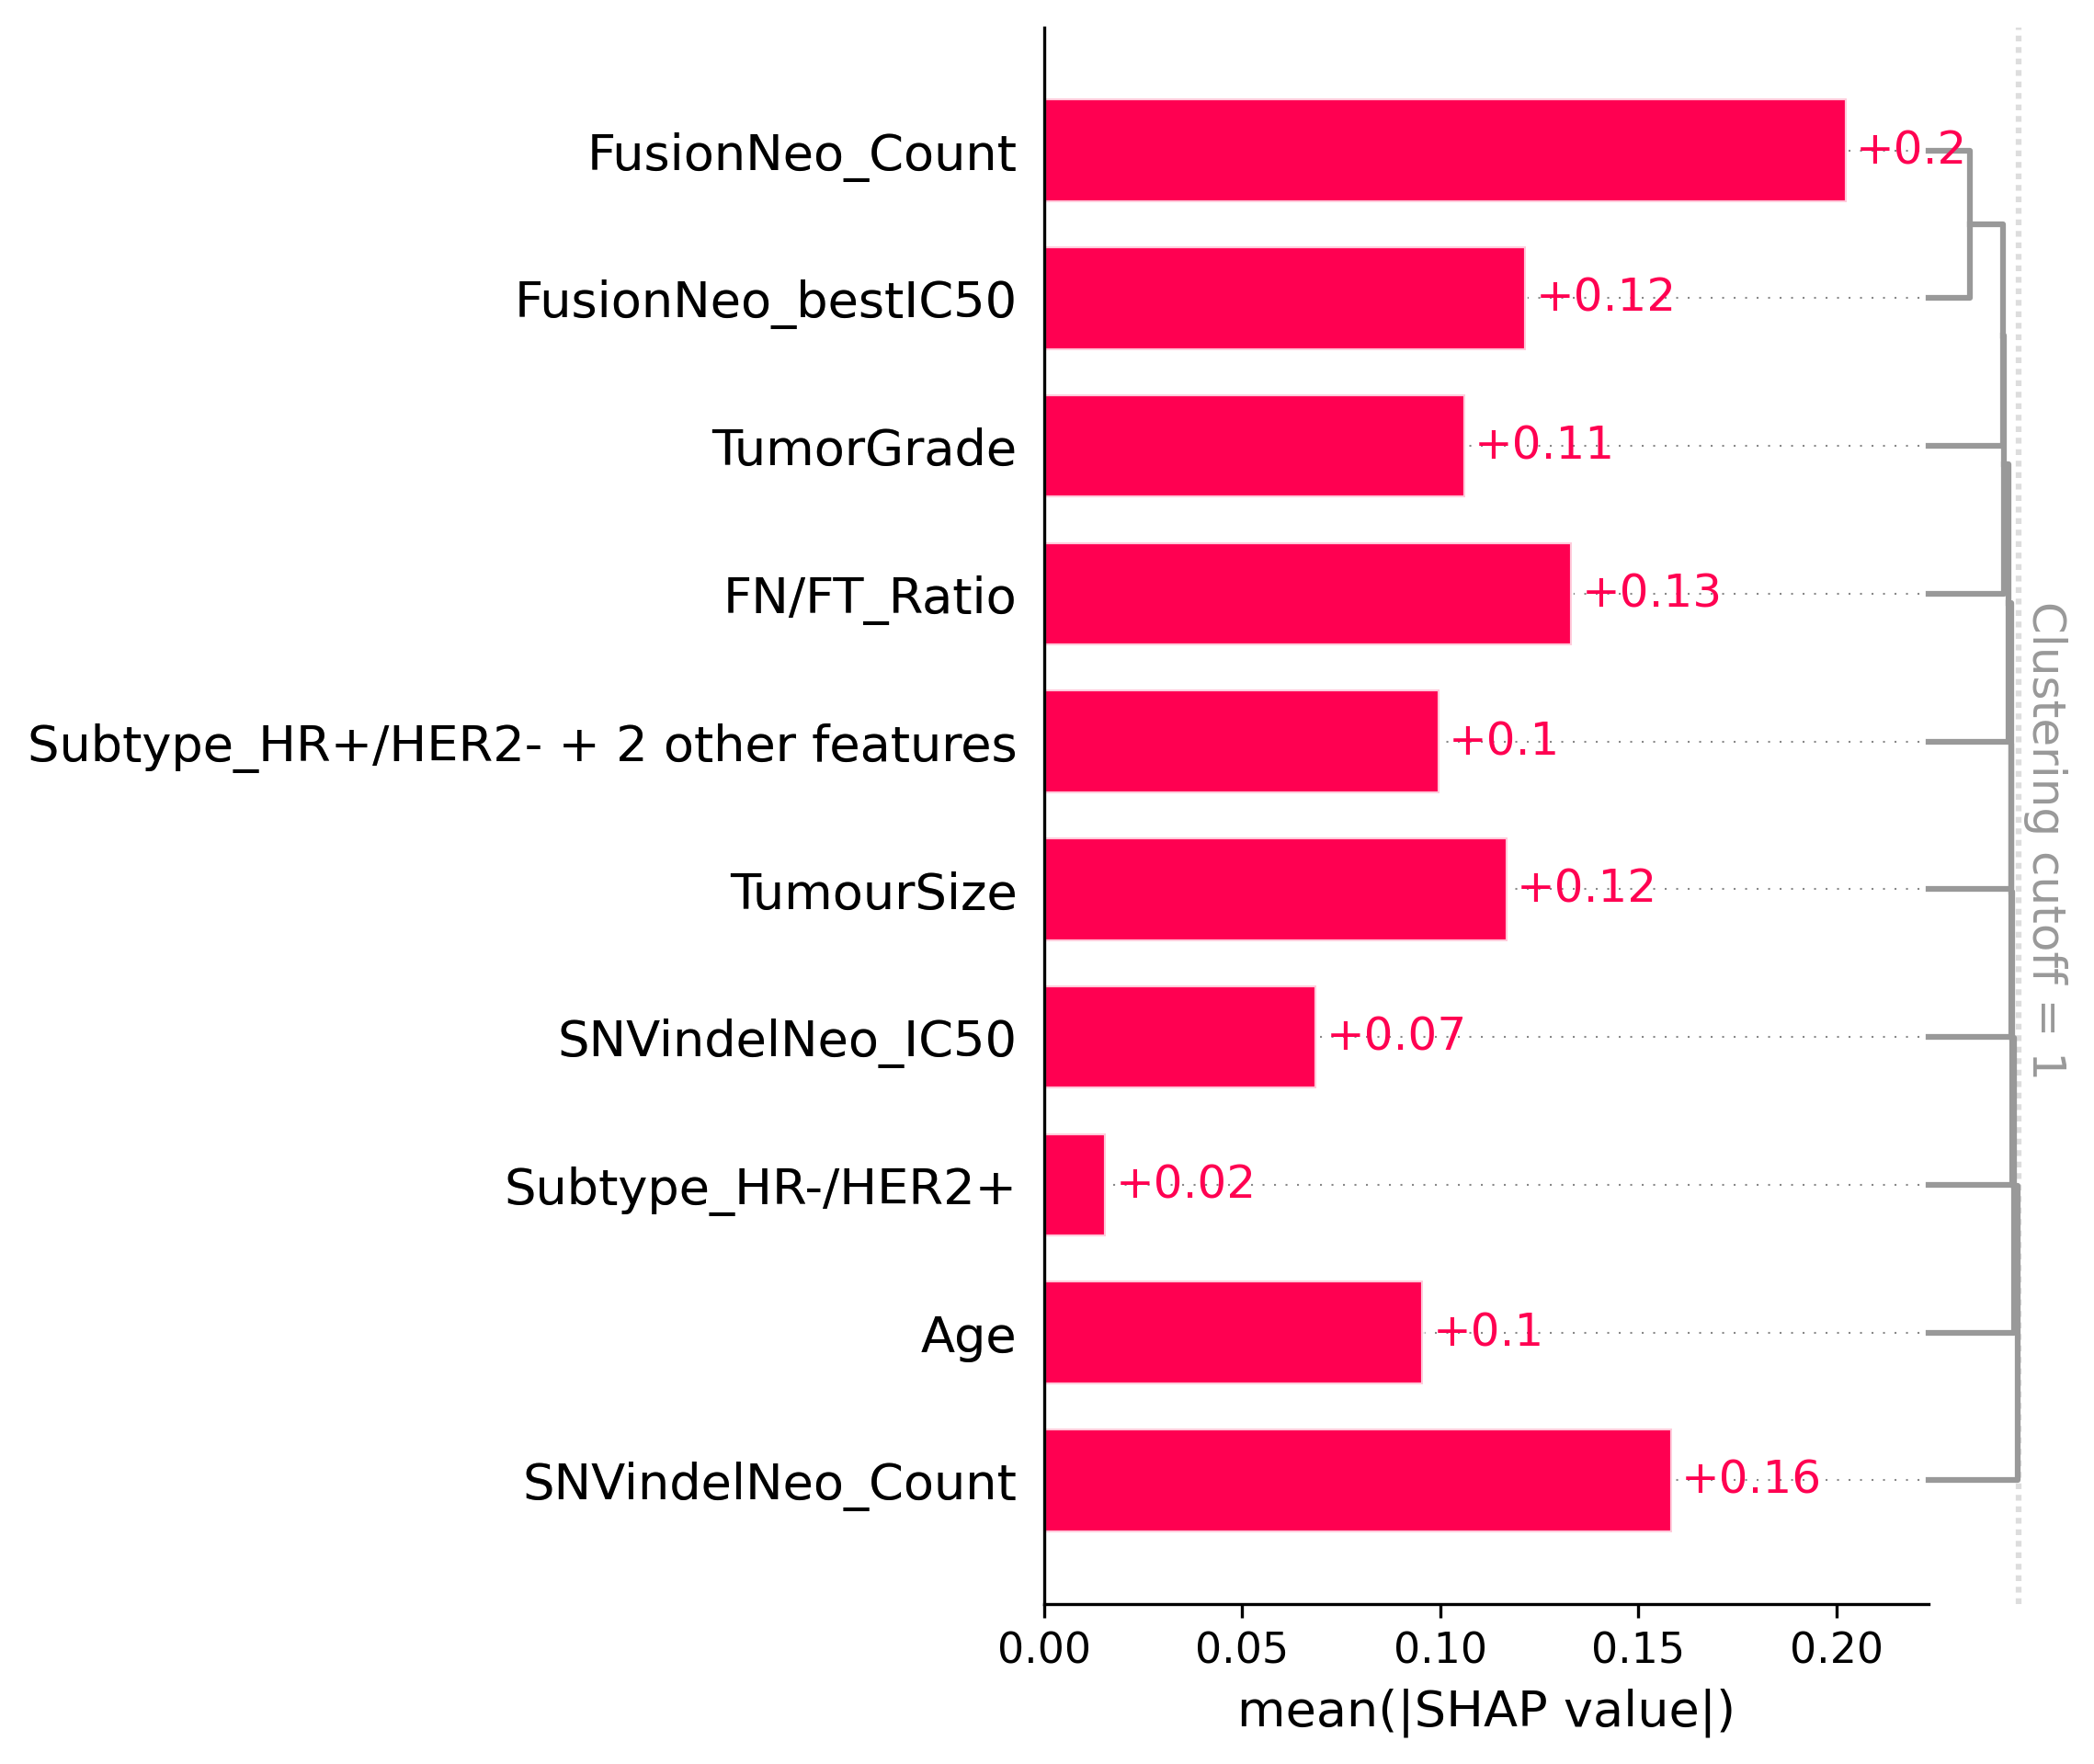 FusionNeo_Count +0.2
FusionNeo_bestIC50 +0.12
TumorGrade +0.11
FN/FT_Ratio +0.13
Subtype_HR+/HER2- + 2 other features +0.1
TumourSize +0.12
SNVindelNeo_IC50 +0.07
Subtype_HR-/HER2+ +0.02
Age +0.1
SNVindelNeo_Count +0.16
0.00 0.05 0.10 0.15 0.20
mean(|SHAP value|)
Clustering cutoff = 1